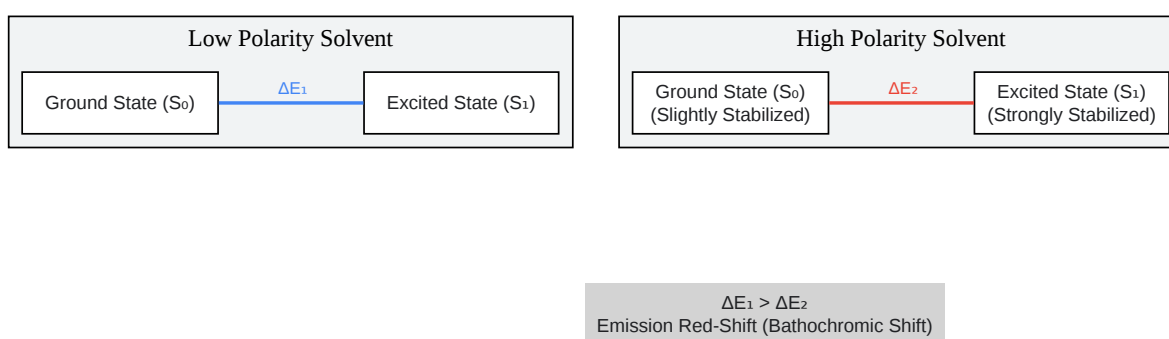 Low Polarity Solvent
Ground State (S₀)
ΔE₁
Excited State (S₁)
High Polarity Solvent
Ground State (S₀)
(Slightly Stabilized)
ΔE₂
Excited State (S₁)
(Strongly Stabilized)
ΔE₁ > ΔE₂
Emission Red-Shift (Bathochromic Shift)